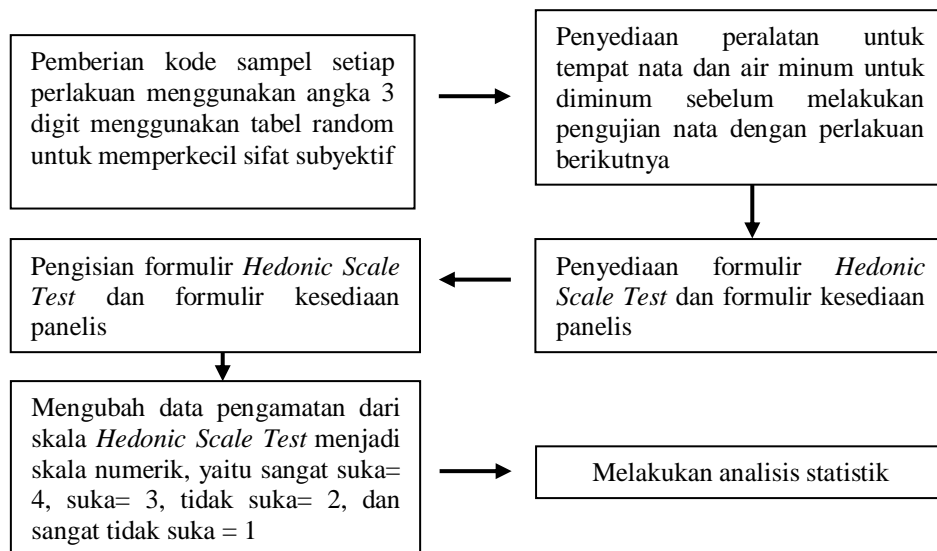 Pemberian kode sampel setiap
perlakuan menggunakan angka 3
digit menggunakan tabel random
untuk memperkecil sifat subyektif
Penyediaan peralatan untuk
tempat nata dan air minum untuk
diminum sebelum melakukan
pengujian nata dengan perlakuan
berikutnya
Penyediaan formulir Hedonic
Scale Test dan formulir kesediaan
panelis
Pengisian formulir Hedonic Scale
Test dan formulir kesediaan
panelis
Mengubah data pengamatan dari
skala Hedonic Scale Test menjadi
skala numerik, yaitu sangat suka=
4, suka= 3, tidak suka= 2, dan
sangat tidak suka = 1
Melakukan analisis statistik